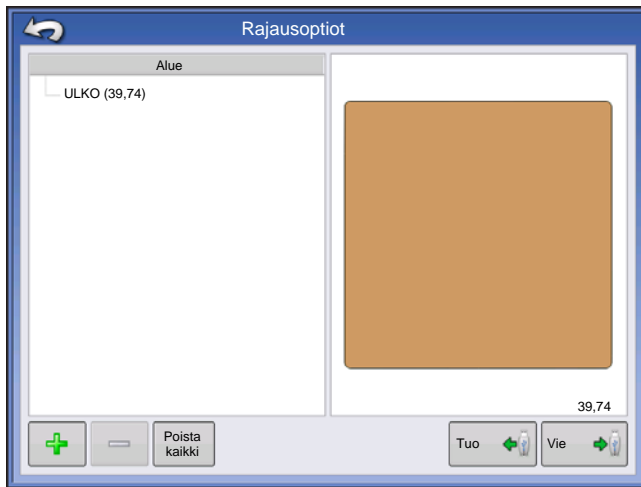 Rajausoptiot
Alue
ULKO (39,74)
39,74
Poista
kaikki
Tuo
Vie